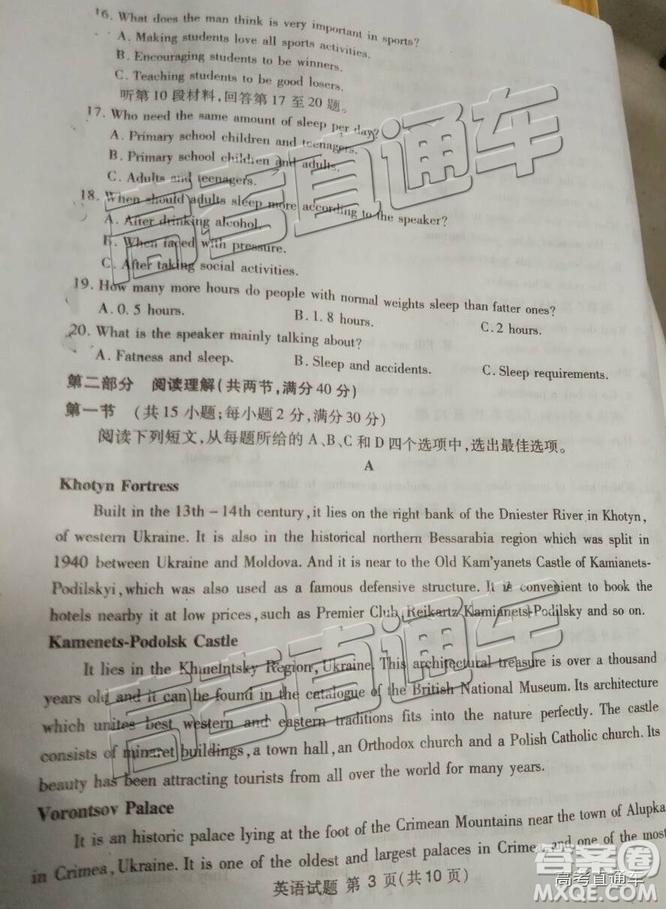 16. What does the man think is very important in sports?
A. Making students love all sports activities.
B. Encouraging students to be winners.
C. Teaching students to be good losers.
听第10段材料,回答第17至20题。
17. Who need the same amount of sleep per day?
A. Primary school children and teenagers.
B. Primary school children and adults.
C. Adults and teenagers.
18. When should adults sleep more according to the speaker?
A. After drinking alcohol.
B. When faced with pressure.
C. After taking social activities.
19. How many more hours do people with normal weights sleep than fatter ones?
A. 0.5 hours. B. 1.8 hours. C. 2 hours.
20. What is the speaker mainly talking about?
A. Fatness and sleep. B. Sleep and accidents. C. Sleep requirements.
第二部分 阅读理解(共两节,满分40分)
第一节 (共15小题;每小题2分,满分30分)
阅读下列短文,从每题所给的A、B、C和D四个选项中,选出最佳选项。
A
Khotyn Fortress
Built in the 13th-14th century, it lies on the right bank of the Dniester River in Khotyn,
of western Ukraine. It is also in the historical northern Bessarabia region which was split in
1940 between Ukraine and Moldova. And it is near to the Old Kam'yanets Castle of Kamianets-
Podilskyi, which was also used as a famous defensive structure. It is convenient to book the
hotels nearby it at low prices, such as Premier Club, Reikartz Kamianets-Podilsky and so on.
Kamenets-Podolsk Castle
It lies in the Khmelnitsky Region, Ukraine. This architectural treasure is over a thousand
years old and it can be found in the catalogue of the British National Museum. Its architecture
which unites best western and eastern traditions fits into the nature perfectly. The castle
consists of minaret buildings, a town hall, an Orthodox church and a Polish Catholic church. Its
beauty has been attracting tourists from all over the world for many years.
Vorontsov Palace
It is an historic palace lying at the foot of the Crimean Mountains near the town of Alupka
in Crimea, Ukraine. It is one of the oldest and largest palaces in Crimea and one of the most
英语试题 第3页(共10页)
高考直通车
高考直通车
答案圈
高考直通车
MXQE.COM